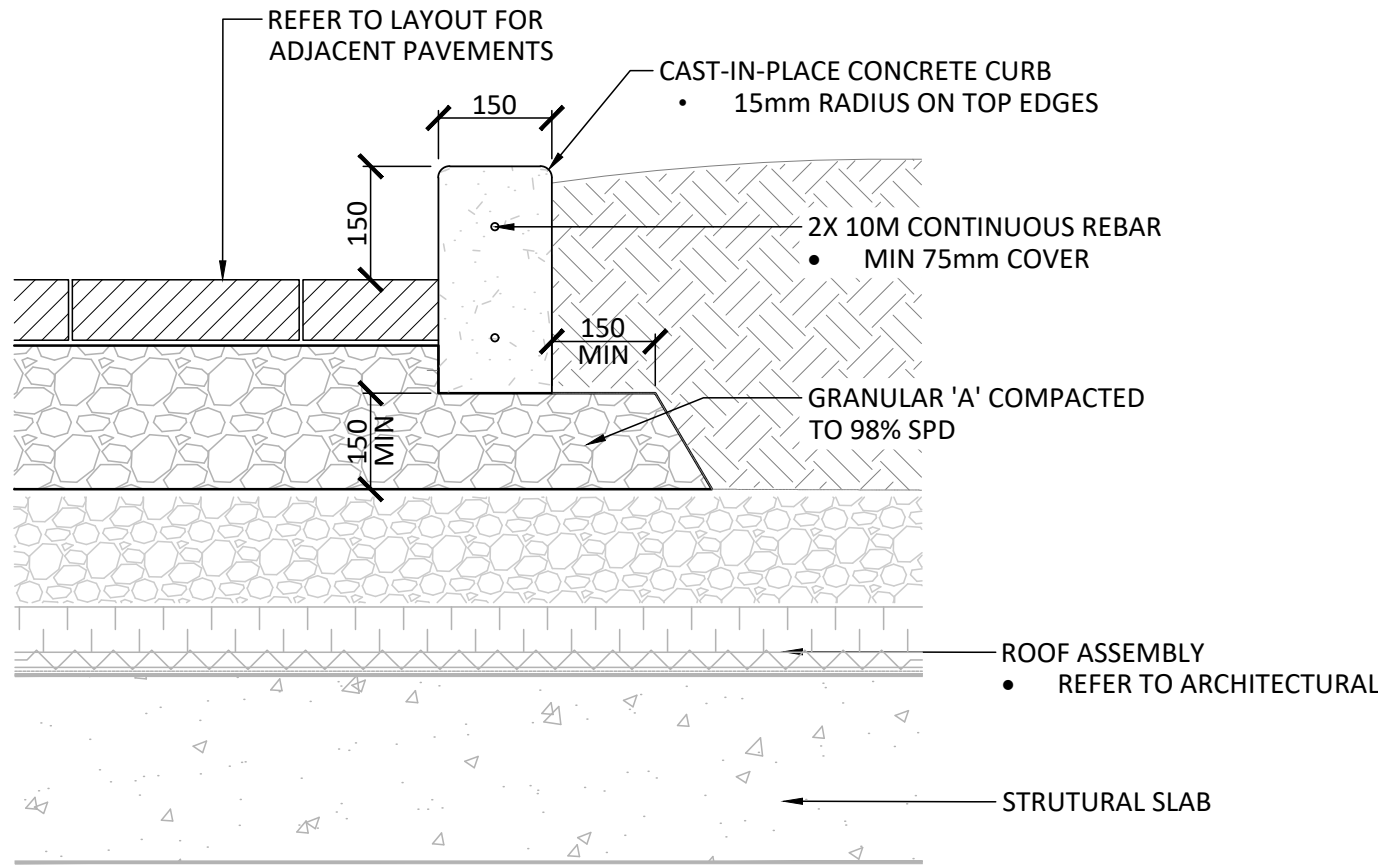 REFER TO LAYOUT FOR
ADJACENT PAVEMENTS
CAST-IN-PLACE CONCRETE CURB
• 15mm RADIUS ON TOP EDGES
150
150
2X 10M CONTINUOUS REBAR
• MIN 75mm COVER
150
MIN
GRANULAR 'A' COMPACTED
TO 98% SPD
150
MIN
ROOF ASSEMBLY
• REFER TO ARCHITECTURAL
STRUTURAL SLAB